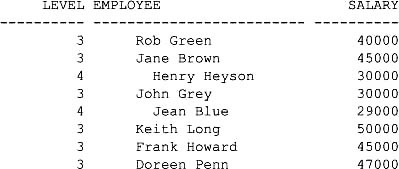 LEVEL EMPLOYEE SALARY
---------- ------------------------- ----------
3 Rob Green 40000
3 Jane Brown 45000
4 Henry Heyson 30000
3 John Grey 30000
4 Jean Blue 29000
3 Keith Long 50000
3 Frank Howard 45000
3 Doreen Penn 47000